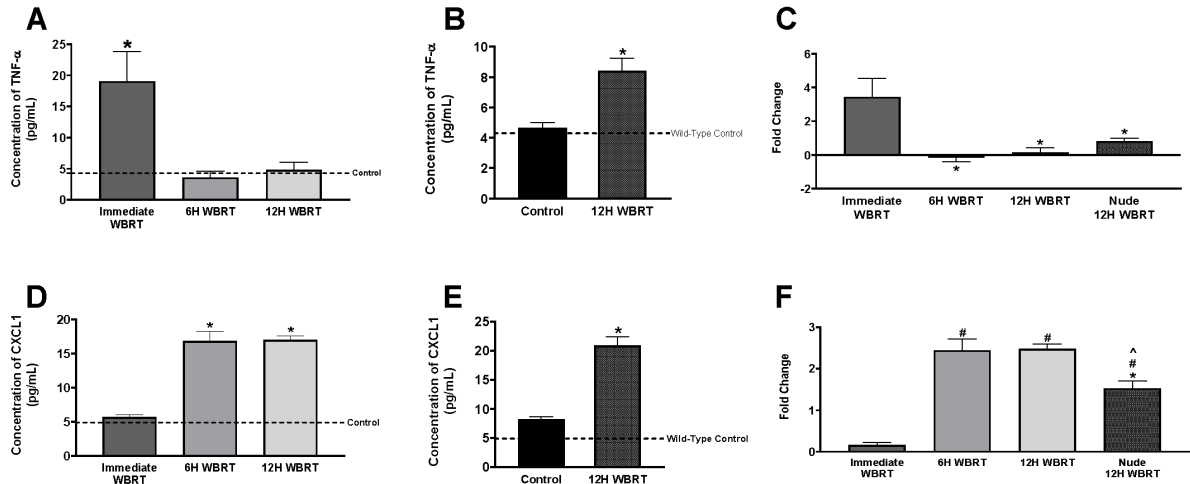 A
Concentration of TNF-α
(pg/mL)
25
20
15
10
5
0
*
Control
Immediate
WBRT
6H WBRT
12H WBRT
B
Concentration of TNF-α
(pg/mL)
10
8
6
4
2
0
*
Wild-Type Control
Control
12H WBRT
C
Fold Change
6
4
2
0
-2
*
*
*
Immediate
WBRT
6H WBRT
12H WBRT
Nude
12H WBRT
D
Concentration of CXCL1
(pg/mL)
20
15
10
5
0
*
*
Control
Immediate
WBRT
6H WBRT
12H WBRT
E
Concentration of CXCL1
(pg/mL)
25
20
15
10
5
0
*
Wild-Type Control
Control
12H WBRT
F
Fold Change
3
2
1
0
#
#
^
#
*
Immediate
WBRT
6H WBRT
12H WBRT
Nude
12H WBRT